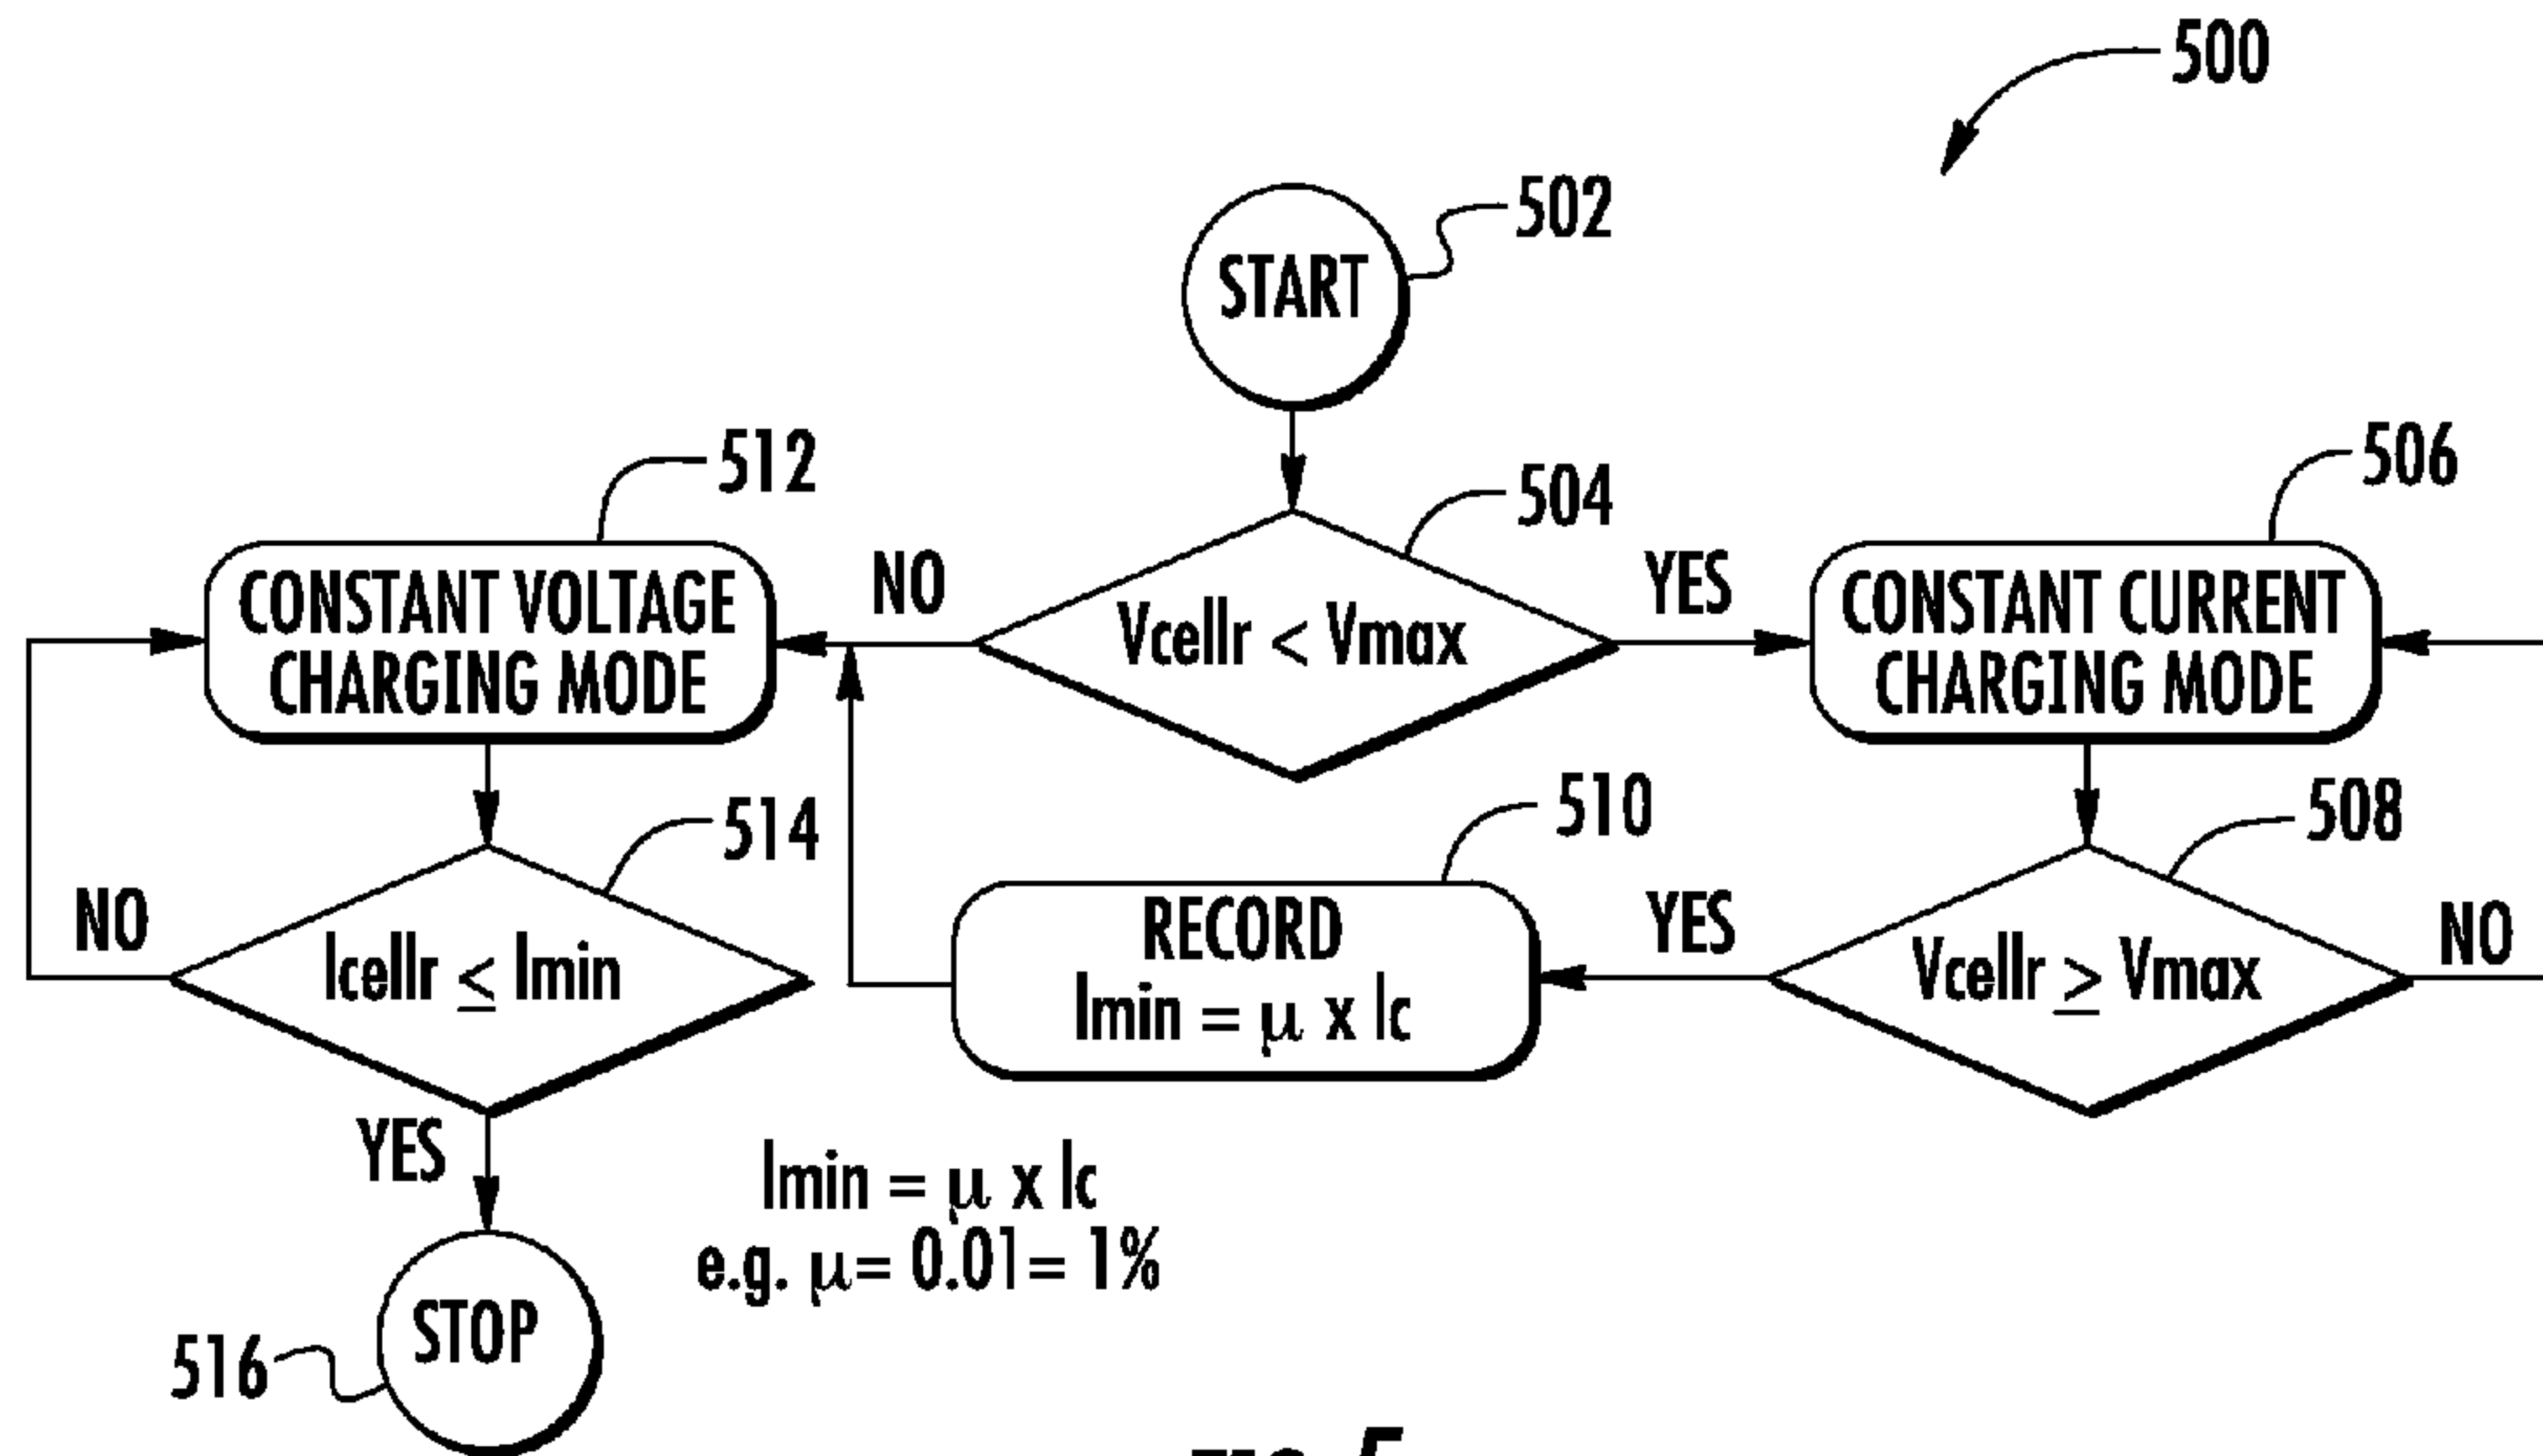 500
START
502
504
Vcellr < Vmax
NO
YES
512
CONSTANT VOLTAGE
CHARGING MODE
506
CONSTANT CURRENT
CHARGING MODE
514
Icellr ≤ Imin
NO
YES
510
RECORD
Imin = μ x Ic
YES
508
Vcellr ≥ Vmax
NO
Imin = μ x Ic
e.g. μ= 0.01= 1%
STOP
516